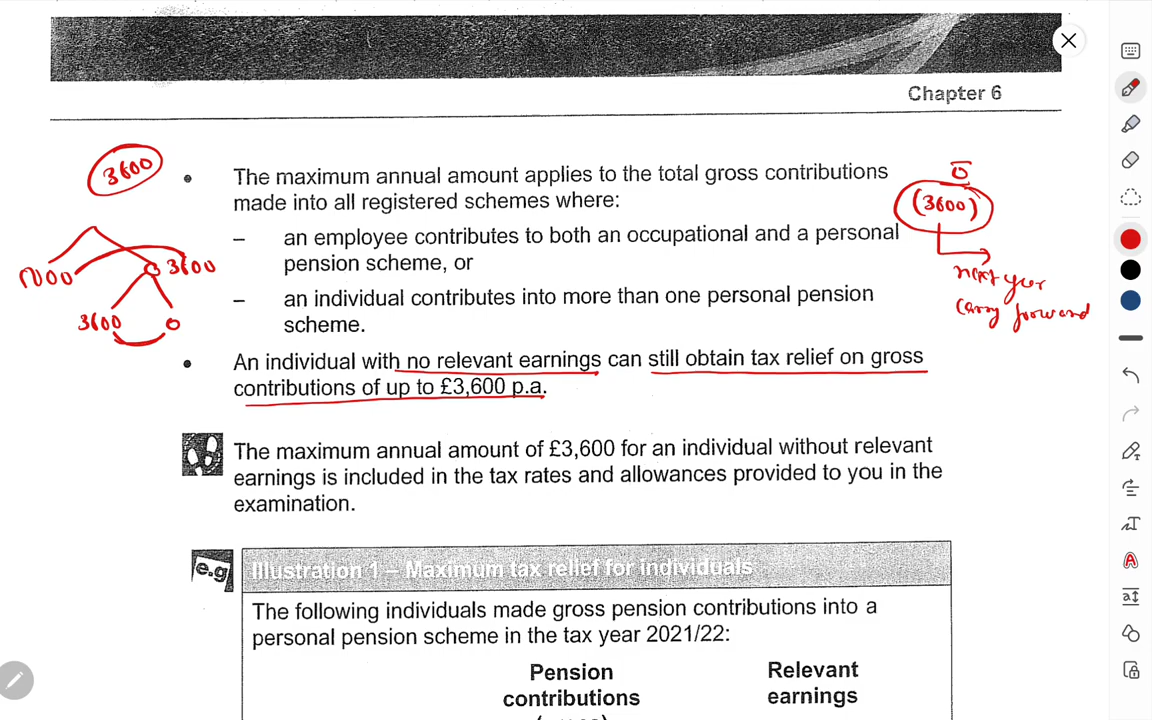 Chapter 6
3600
The maximum annual amount applies to the total gross contributions
made into all registered schemes where:
0
(3600)
– an employee contributes to both an occupational and a personal
pension scheme, or
3600
next year
carry forward
– an individual contributes into more than one personal pension
scheme.
3600 0
An individual with no relevant earnings can still obtain tax relief on gross
contributions of up to £3,600 p.a.
The maximum annual amount of £3,600 for an individual without relevant
earnings is included in the tax rates and allowances provided to you in the
examination.
e.g
Illustration 1 – Maximum tax relief for individuals
The following individuals made gross pension contributions into a
personal pension scheme in the tax year 2021/22:
Pension Relevant
contributions earnings